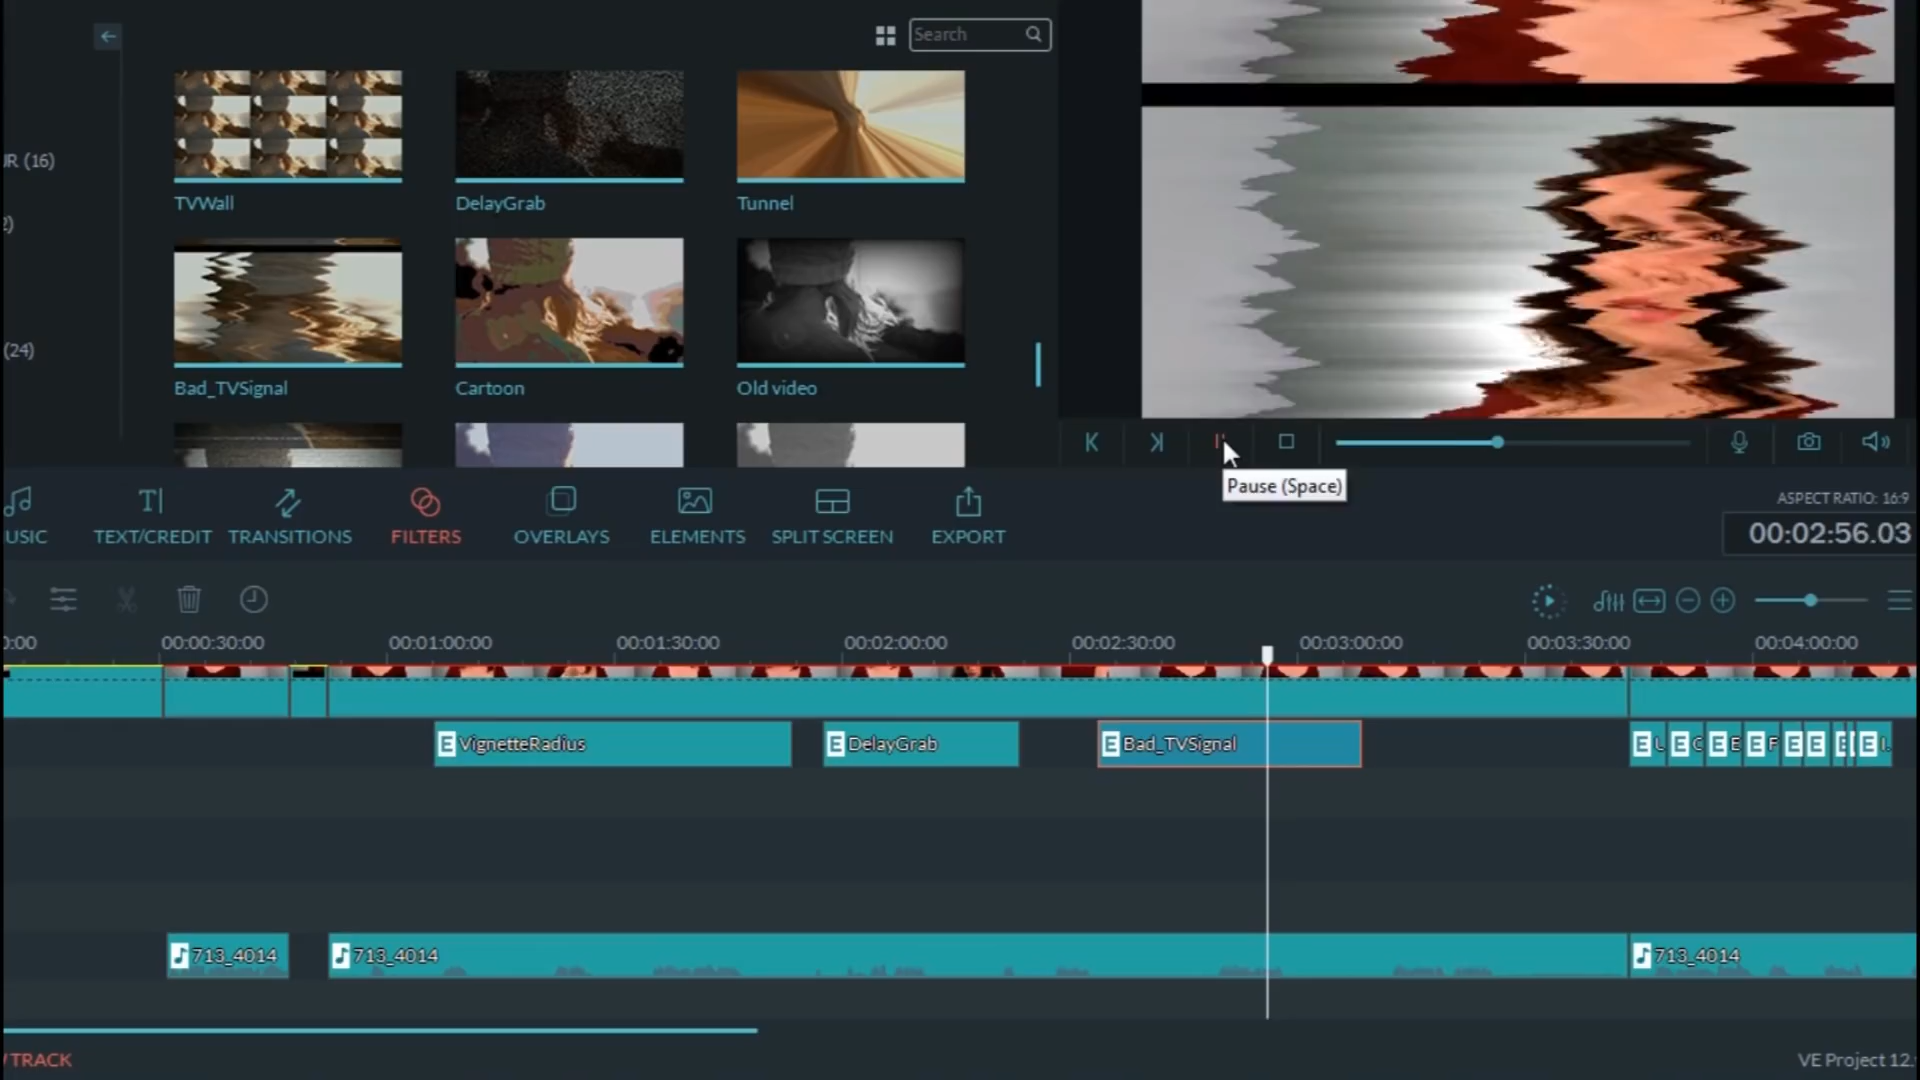 Search
UR (16)
2)
(24)
TVWall
DelayGrab
Tunnel
Bad_TVSignal
Cartoon
Old video
Pause (Space)
ASPECT RATIO: 16:9
00:02:56.03
USIC
TEXT/CREDIT
TRANSITIONS
FILTERS
OVERLAYS
ELEMENTS
SPLIT SCREEN
EXPORT
0:00
00:00:30:00
00:01:00:00
00:01:30:00
00:02:00:00
00:02:30:00
00:03:00:00
00:03:30:00
00:04:00:00
E VignetteRadius
E DelayGrab
E Bad_TVSignal
E
E C
E E
E F
E
E
E
E
713_4014
713_4014
713_4014
TRACK
VE Project 12.